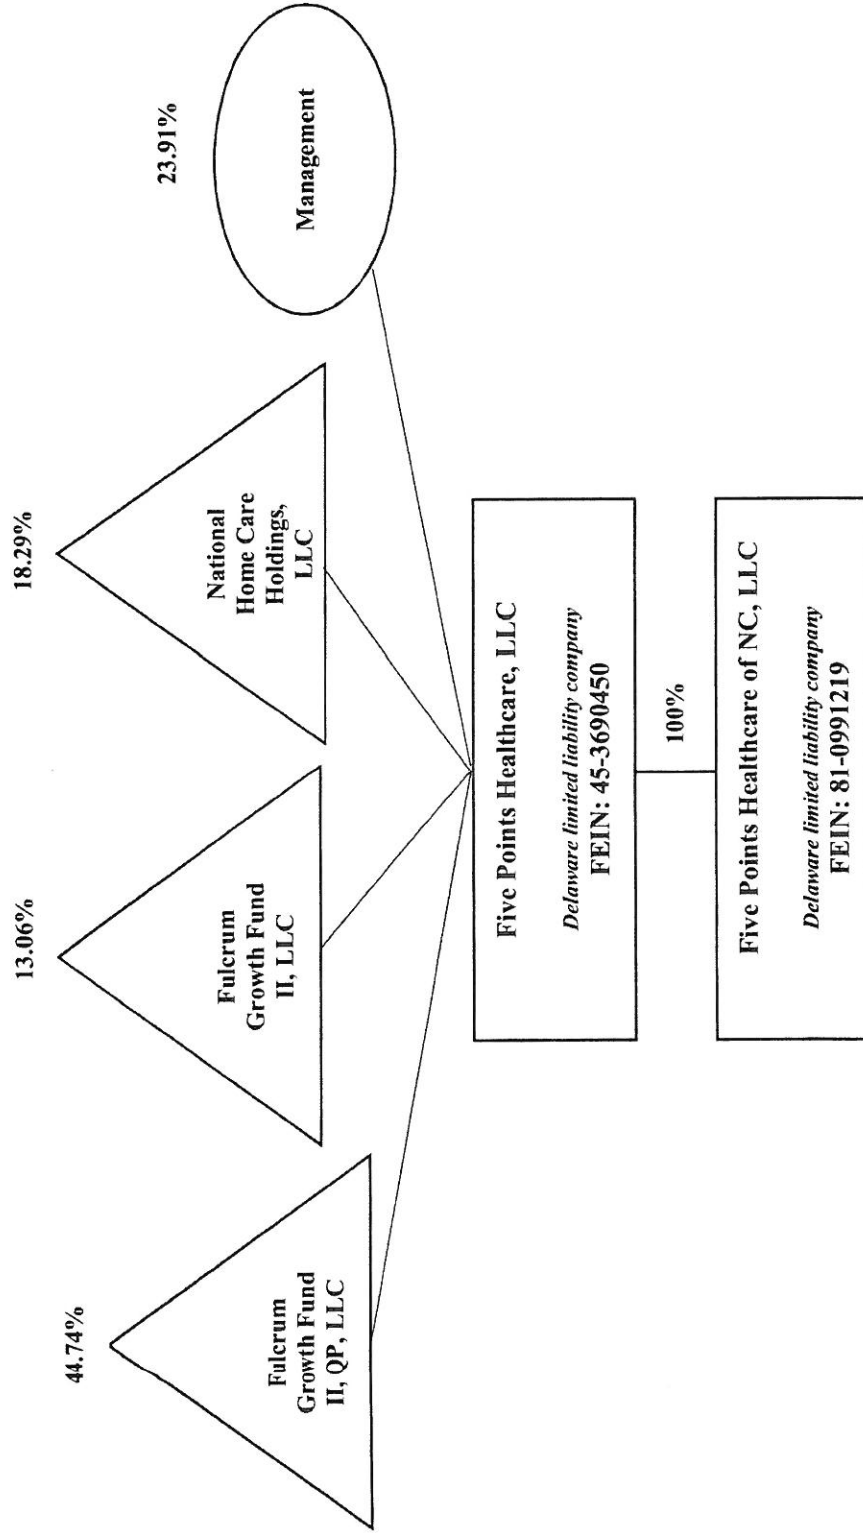 44.74%
13.06%
18.29%
23.91%
Fulcrum
Growth Fund
II, QP, LLC
Fulcrum
Growth Fund
II, LLC
National
Home Care
Holdings,
LLC
Management
Five Points Healthcare, LLC
Delaware limited liability company
FEIN: 45-3690450
100%
Five Points Healthcare of NC, LLC
Delaware limited liability company
FEIN: 81-0991219